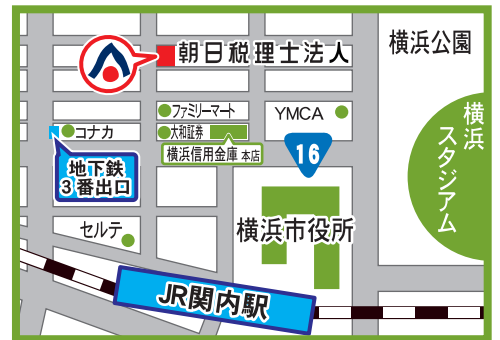 朝日税理士法人
横浜公園
ファミリーマート
YMCA
コナカ
大和証券
横浜信用金庫 本店
16
横浜
スタジアム
地下鉄
3番出口
セルテ
横浜市役所
JR関内駅